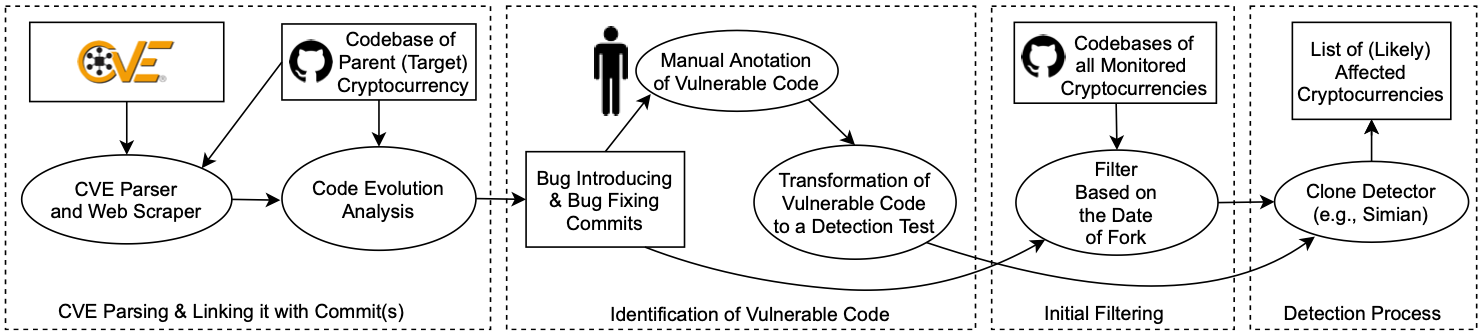 CVE
®
Codebase of
Parent (Target)
Cryptocurrency
CVE Parser
and Web Scraper
Code Evolution
Analysis
CVE Parsing & Linking it with Commit(s)
Manual Anotation
of Vulnerable Code
Bug Introducing
& Bug Fixing
Commits
Transformation of
Vulnerable Code
to a Detection Test
Identification of Vulnerable Code
Codebases of
all Monitored
Cryptocurrencies
Filter
Based on
the Date
of Fork
Initial Filtering
List of (Likely)
Affected
Cryptocurrencies
Clone Detector
(e.g., Simian)
Detection Process